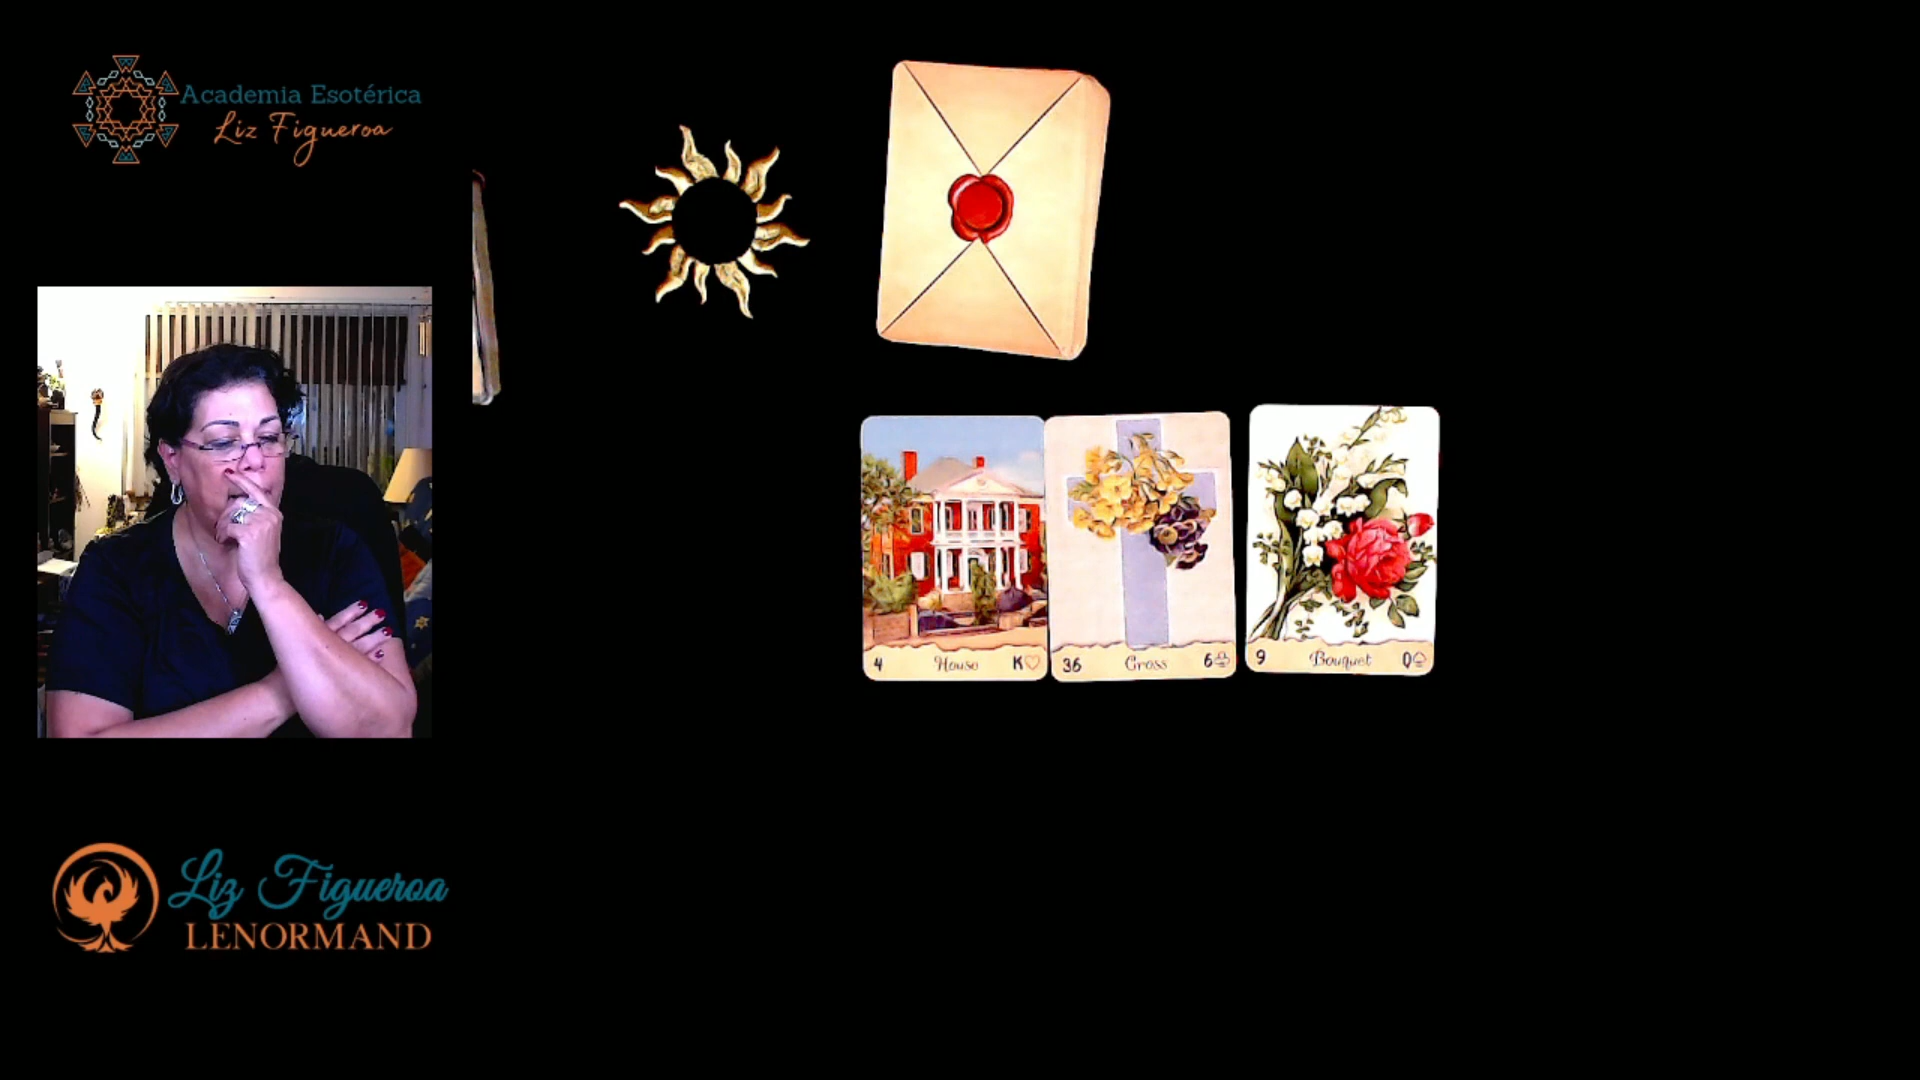 Academia Esotérica
Liz Figueroa
4 House K♡
36 Cross 6♧
9 Bouquet Q♤
Liz Figueroa
LENORMAND